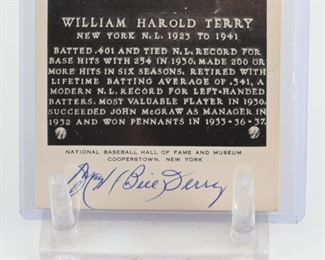 WILLIAM HAROLD TERRY
NEW YORK N.L. 1923 TO 1941
BATTED .401 AND TIED N.L. RECORD FOR
BASE HITS WITH 254 IN 1930. MADE 200 OR
MORE HITS IN SIX SEASONS. RETIRED WITH
LIFETIME BATTING AVERAGE OF .341, A
MODERN N.L. RECORD FOR LEFT-HANDED
BATTERS. MOST VALUABLE PLAYER IN 1930.
SUCCEEDED JOHN McGRAW AS MANAGER IN
1932 AND WON PENNANTS IN 1933-36-37.
NATIONAL BASEBALL HALL OF FAME AND MUSEUM
COOPERSTOWN, NEW YORK
Bill Terry